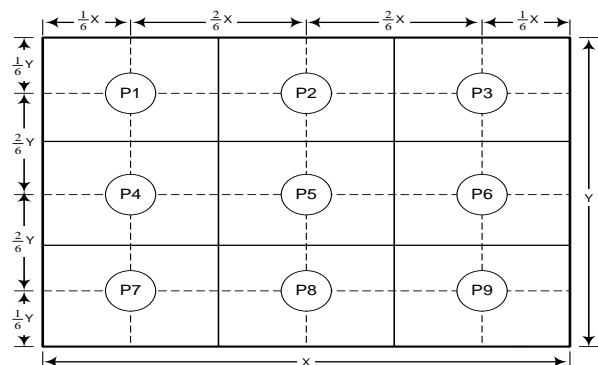 1/6 X 2/6 X 2/6 X 1/6 X
1/6 Y
P1 P2 P3
2/6 Y
P4 P5 P6
Y
2/6 Y
P7 P8 P9
1/6 Y
X